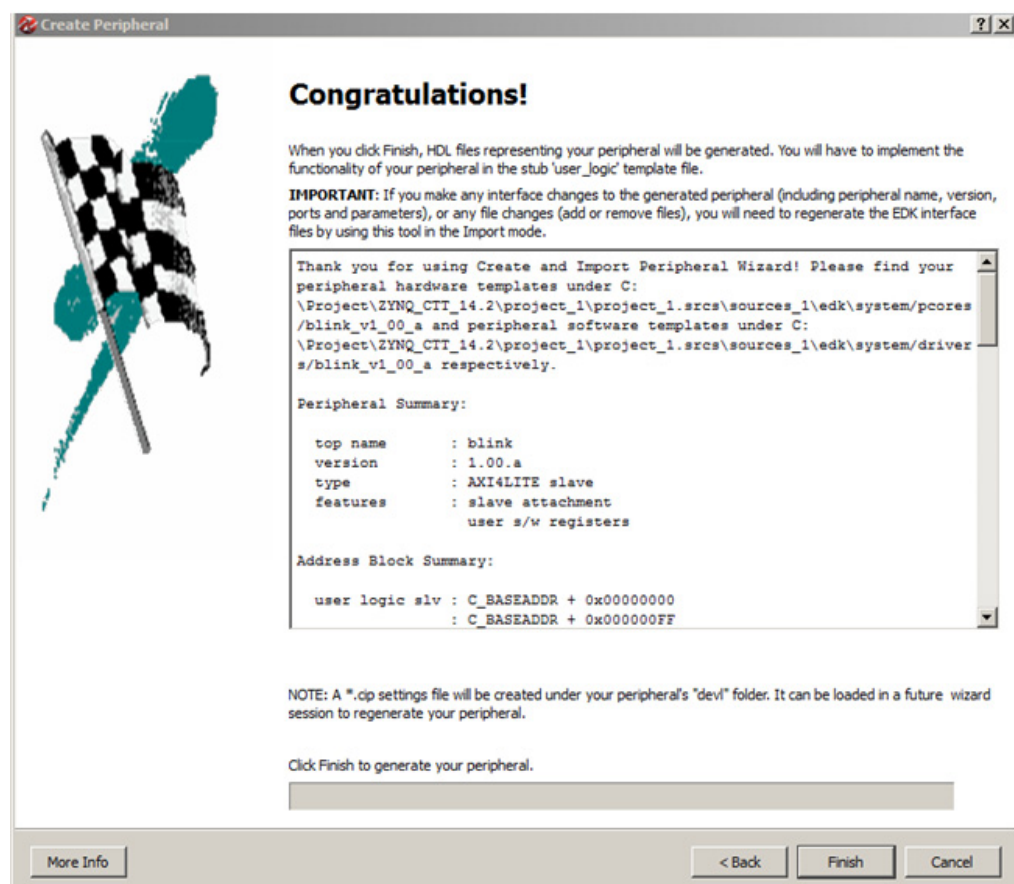 Create Peripheral
Congratulations!
When you click Finish, HDL files representing your peripheral will be generated. You will have to implement the
functionality of your peripheral in the stub 'user_logic' template file.
IMPORTANT: If you make any interface changes to the generated peripheral (including peripheral name, version,
ports and parameters), or any file changes (add or remove files), you will need to regenerate the EDK interface
files by using this tool in the Import mode.
Thank you for using Create and Import Peripheral Wizard! Please find your
peripheral hardware templates under C:
\Project\ZYNQ_CTT_14.2\project_1\project_1.srcs\sources_1\edk\system/pcores
/blink_v1_00_a and peripheral software templates under C:
\Project\ZYNQ_CTT_14.2\project_1\project_1.srcs\sources_1\edk\system/driver
s/blink_v1_00_a respectively.
Peripheral Summary:
top name : blink
version : 1.00.a
type : AXI4LITE slave
features : slave attachment
user s/w registers
Address Block Summary:
user logic slv : C_BASEADDR + 0x00000000
: C_BASEADDR + 0x000000FF
NOTE: A *.cip settings file will be created under your peripheral's "devl" folder. It can be loaded in a future wizard
session to regenerate your peripheral.
Click Finish to generate your peripheral.
More Info
< Back
Finish
Cancel